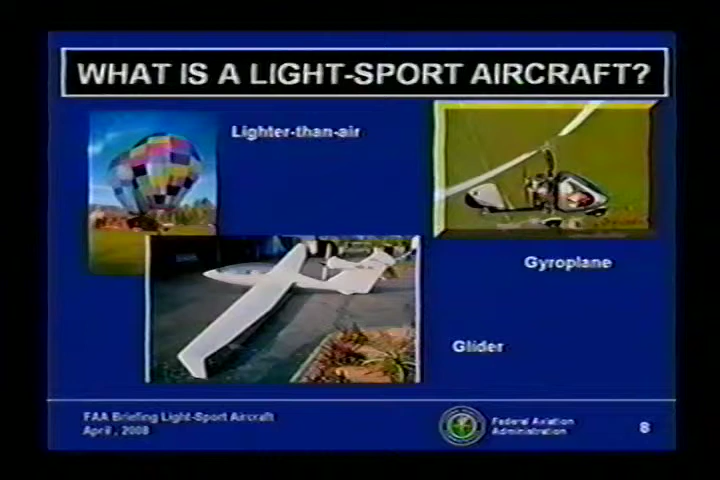 WHAT IS A LIGHT-SPORT AIRCRAFT?
Lighter-than-air
Gyroplane
Glider
FAA Briefing Light-Sport Aircraft
April , 2008
Federal Aviation
Administration
8